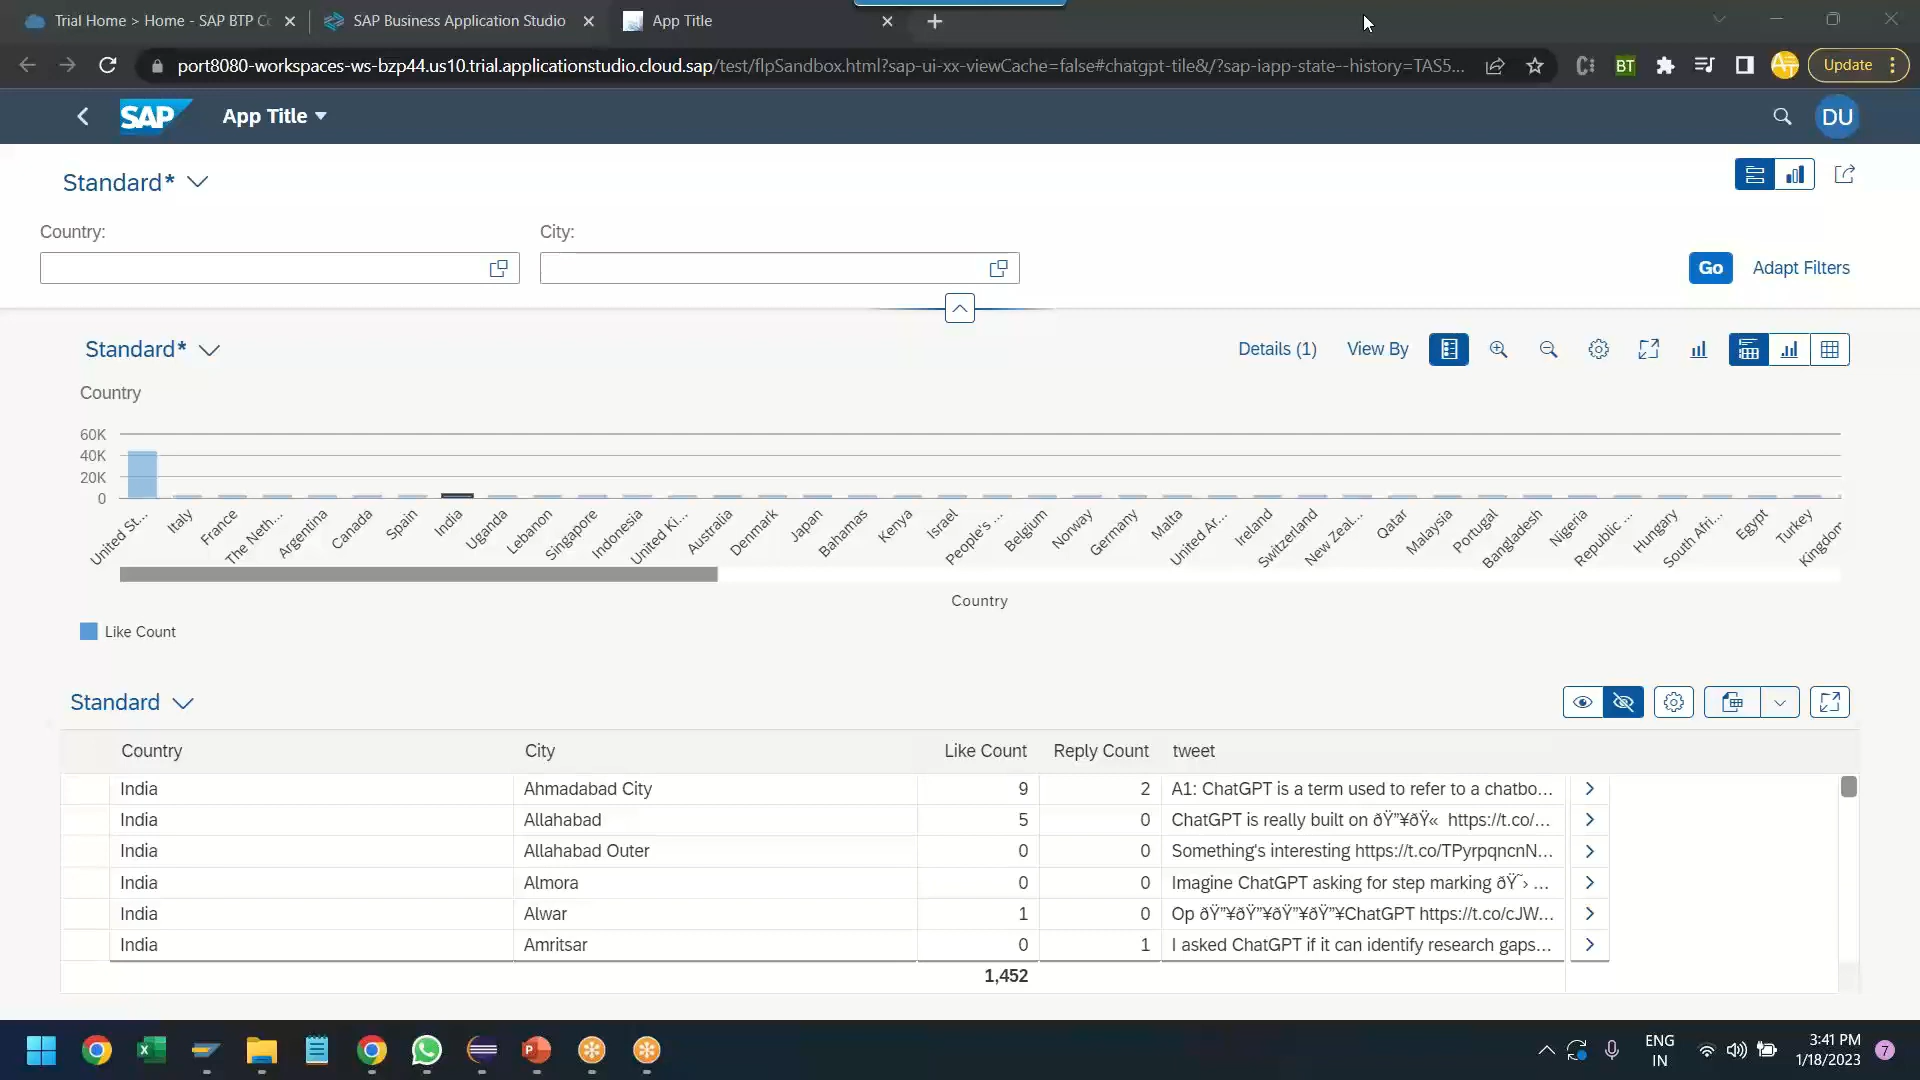 Trial Home > Home - SAP BTP Co
SAP Business Application Studio
App Title
port8080-workspaces-ws-bzp44.us10.trial.applicationstudio.cloud.sap/test/flpSandbox.html?sap-ui-xx-viewCache=false#chatgpt-tile&/?sap-iapp-state--history=TAS5...
BT
Update
SAP
App Title
DU
Standard*
Country:
City:
Go
Adapt Filters
Standard*
Details (1)
View By
Country
60K
40K
20K
0
United St...
Italy
France
The Neth...
Argentina
Canada
Spain
India
Uganda
Lebanon
Singapore
Indonesia
United Ki...
Australia
Denmark
Japan
Bahamas
Kenya
Israel
People's ...
Belgium
Norway
Germany
Malta
United Ar...
Ireland
Switzerland
New Zeal...
Qatar
Malaysia
Portugal
Bangladesh
Nigeria
Republic ...
Hungary
South Afri...
Egypt
Turkey
Kingdom
Country
Like Count
Standard
Country City Like Count Reply Count tweet
India Ahmadabad City 9 2 A1: ChatGPT is a term used to refer to a chatbo...
India Allahabad 5 0 ChatGPT is really built on ðŸ”¥ðŸ« https://t.co/...
India Allahabad Outer 0 0 Something's interesting https://t.co/TPyrpqncnN...
India Almora 0 0 Imagine ChatGPT asking for step marking ðŸ˜› ...
India Alwar 1 0 Op ðŸ”¥ðŸ”¥ðŸ”¥ðŸ”¥ChatGPT https://t.co/cJW...
India Amritsar 0 1 I asked ChatGPT if it can identify research gaps...
1,452
ENG
IN
3:41 PM
1/18/2023
7